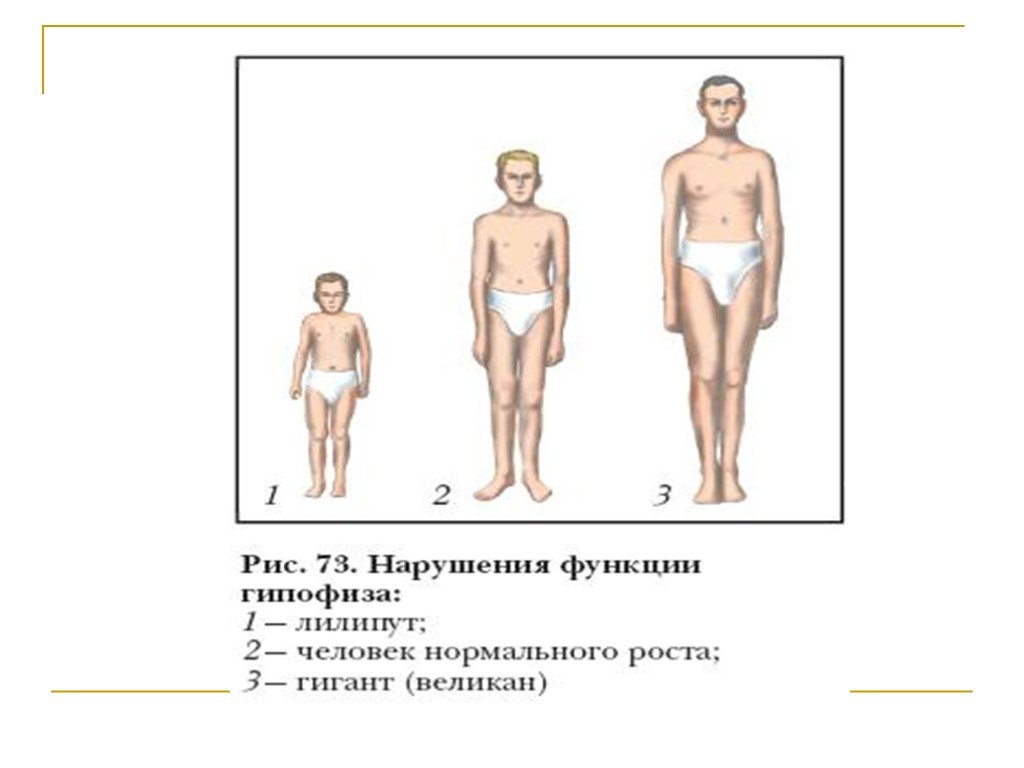 1
2
3
Рис. 73. Нарушения функции
гипофиза:
1 — лилипут;
2 — человек нормального роста;
3 — гигант (великан)